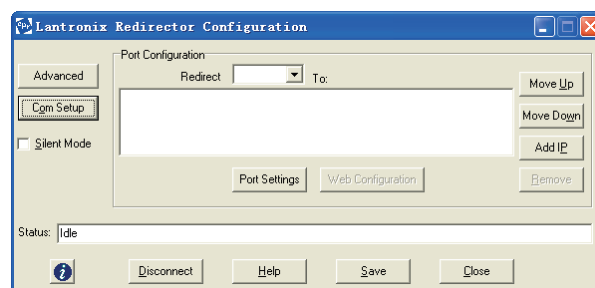 Lantronix Redirector Configuration
Port Configuration
Advanced
Redirect
To:
Move Up
Com Setup
Move Down
Silent Mode
Add IP
Port Settings
Web Configuration
Remove
Status: Idle
Disconnect
Help
Save
Close